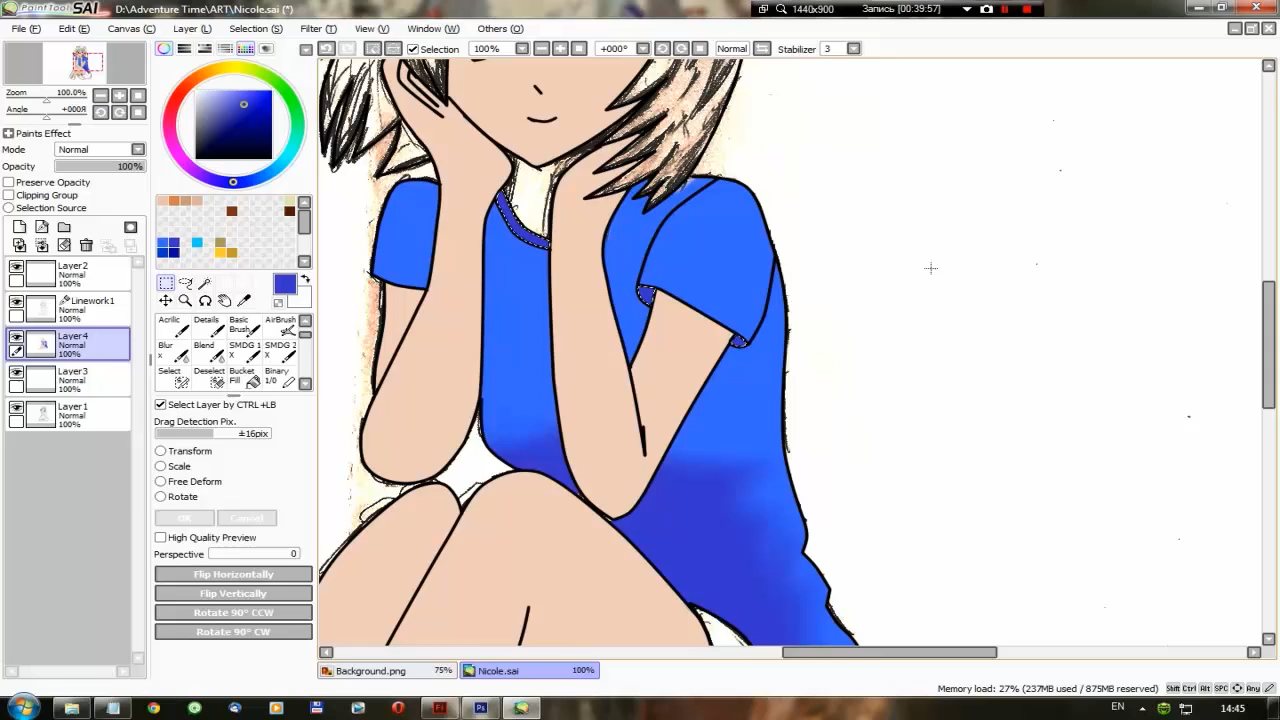 PaintTool SAI D:\Adventure Time\ART\Nicole.sai (*)
1440x900 Запись [00:39:57]
File (F) Edit (E) Canvas (C) Layer (L) Selection (S) Filter (T) View (V) Window (W) Others (O)
Selection 100% +000° Normal Stabilizer 3
Zoom 100.0%
Angle +000Я
Paints Effect
Mode Normal
Opacity 100%
Preserve Opacity
Clipping Group
Selection Source
Layer2
Normal
100%
Linework1
Normal
100%
Layer4
Normal
100%
Layer3
Normal
100%
Layer1
Normal
100%
Acrilic Details Basic Brush AirBrush
Blur Blend SMDG 1 SMDG 2
Select Deselect Bucket Fill Binary 1/0
Select Layer by CTRL+LB
Drag Detection Pix.
±16pix
Transform
Scale
Free Deform
Rotate
OK Cancel
High Quality Preview
Perspective 0
Flip Horizontally
Flip Vertically
Rotate 90° CCW
Rotate 90° CW
Background.png 75% Nicole.sai 100%
Memory load: 27% (237MB used / 875MB reserved) Shift Ctrl Alt SPC Any
EN 14:45